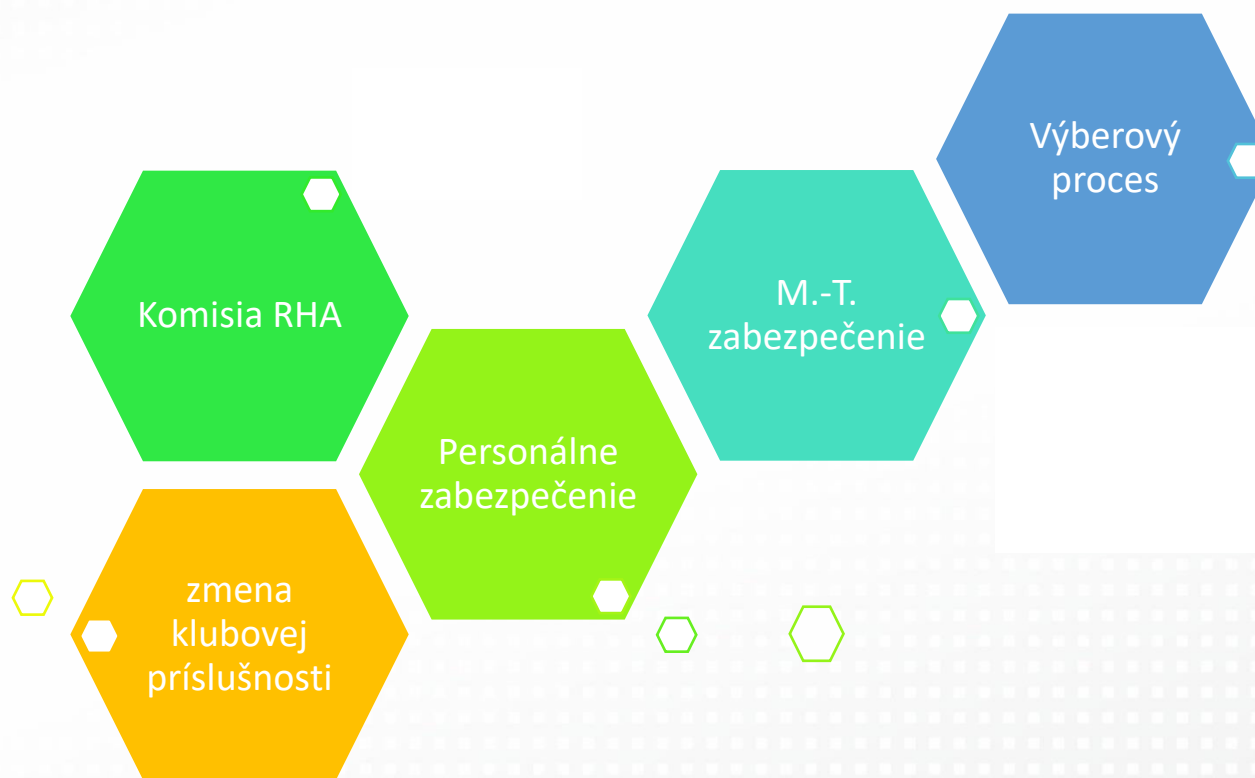 Výberový
proces
Komisia RHA
M.-T.
zabezpečenie
Personálne
zabezpečenie
zmena
klubovej
príslušnosti